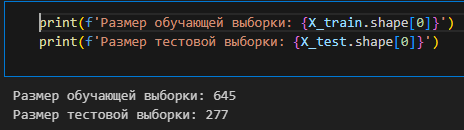 print(f'Размер обучающей выборки: {X_train.shape[0]}')
print(f'Размер тестовой выборки: {X_test.shape[0]}')
Размер обучающей выборки: 645
Размер тестовой выборки: 277